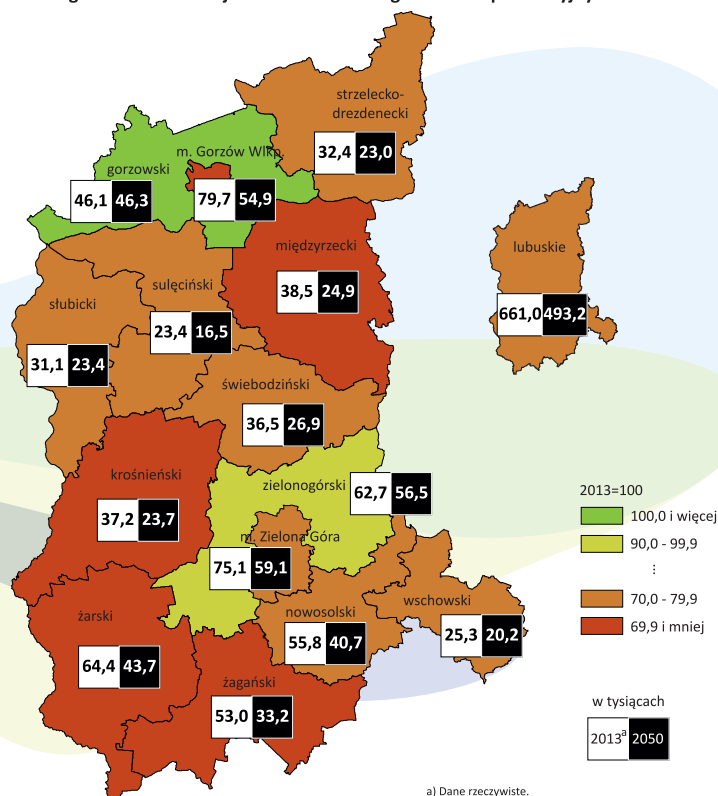 strzelecko-
drezdenecki
32,4 23,0
m. Gorzów Wlkp.
gorzowski
46,1 46,3
79,7 54,9
międzyrzecki
38,5 24,9
lubuskie
661,0 493,2
sulęciński
23,4 16,5
słubicki
31,1 23,4
świebodziński
36,5 26,9
krośnieński
37,2 23,7
zielonogórski
62,7 56,5
m. Zielona Góra
75,1 59,1
żarski
64,4 43,7
nowosolski
55,8 40,7
wschowski
25,3 20,2
żagański
53,0 33,2
2013=100
100,0 i więcej
90,0 - 99,9
...
70,0 - 79,9
69,9 i mniej
w tysiącach
2013a 2050
a) Dane rzeczywiste.